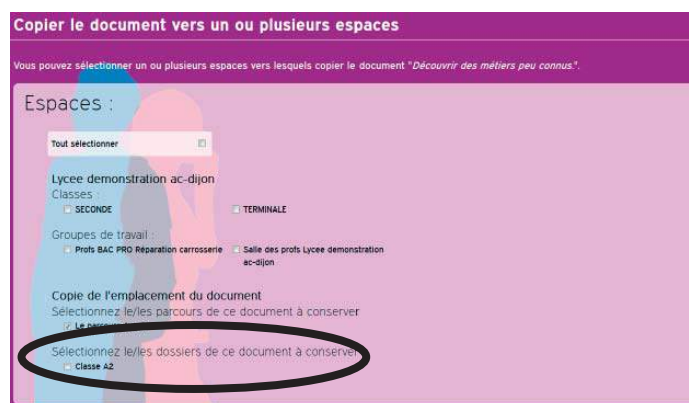 Copier le document vers un ou plusieurs espaces
Vous pouvez sélectionner un ou plusieurs espaces vers lesquels copier le document "Découvrir des métiers peu connus.".
Espaces :
Tout sélectionner
Lycee demonstration ac-dijon
Classes :
SECONDE TERMINALE
Groupes de travail :
Profs BAC PRO Réparation carrosserie Salle des profs Lycee demonstration
ac-dijon
Copie de l'emplacement du document
Sélectionnez le/les parcours de ce document à conserver
Le parcours
Sélectionnez le/les dossiers de ce document à conserver
Classe A2